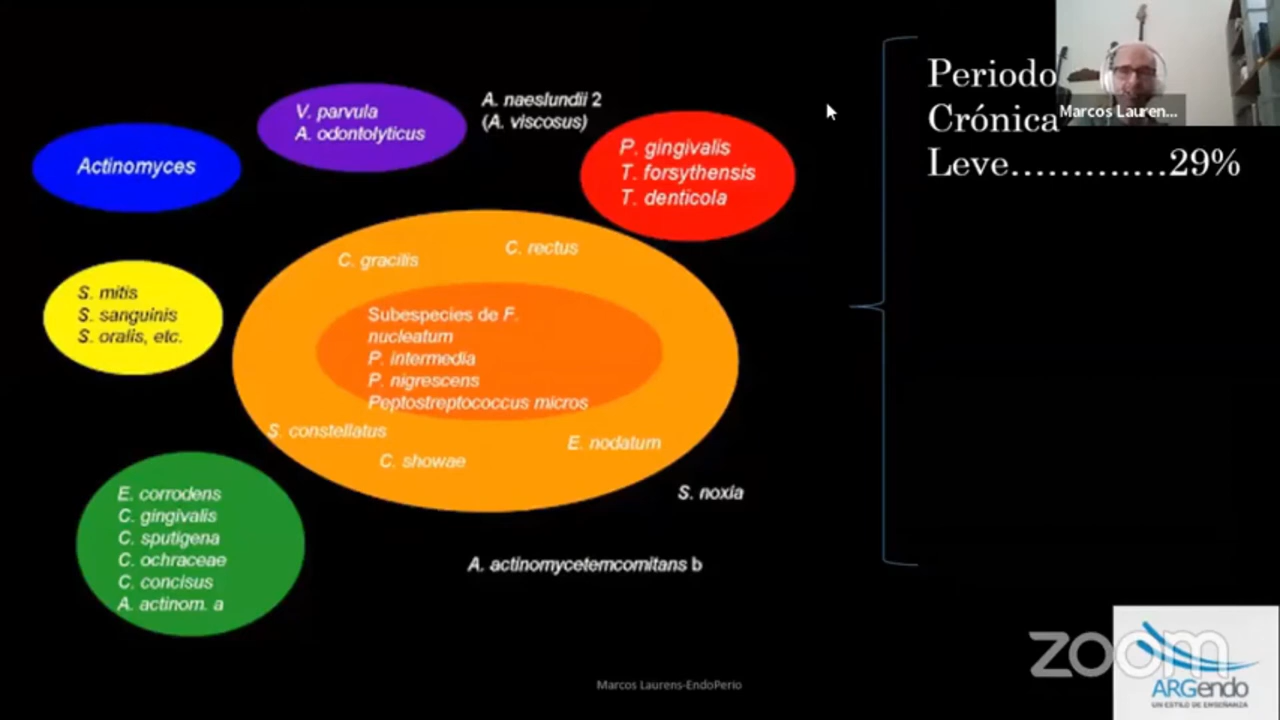 V. parvula
A. odontolyticus
A. naeslundii 2
(A. viscosus)
Actinomyces
P. gingivalis
T. forsythensis
T. denticola
S. mitis
S. sanguinis
S. oralis, etc.
C. gracilis
C. rectus
Subespecies de F.
nucleatum
P. intermedia
P. nigrescens
Peptostreptococcus micros
S. constellatus
E. nodatum
C. showae
E. corrodens
C. gingivalis
C. sputigena
C. ochraceae
C. concisus
A. actinom. a
S. noxia
A. actinomycetemcomitans b
Periodo
Crónica
Leve............29%
Marcos Lauren...
Marcos Laurens-EndoPerio
zoom
ARGendo
UN ESTILO DE ENSEÑANZA